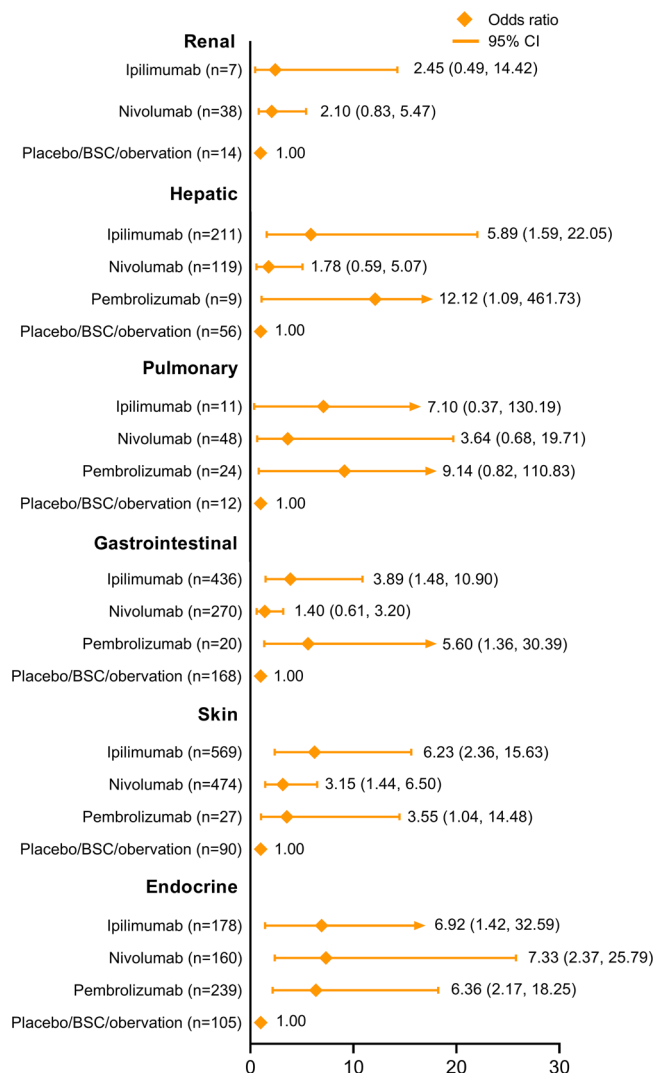 Odds ratio
95% CI
Renal
Ipilimumab (n=7) 2.45 (0.49, 14.42)
Nivolumab (n=38) 2.10 (0.83, 5.47)
Placebo/BSC/obervation (n=14) 1.00
Hepatic
Ipilimumab (n=211) 5.89 (1.59, 22.05)
Nivolumab (n=119) 1.78 (0.59, 5.07)
Pembrolizumab (n=9) 12.12 (1.09, 461.73)
Placebo/BSC/obervation (n=56) 1.00
Pulmonary
Ipilimumab (n=11) 7.10 (0.37, 130.19)
Nivolumab (n=48) 3.64 (0.68, 19.71)
Pembrolizumab (n=24) 9.14 (0.82, 110.83)
Placebo/BSC/obervation (n=12) 1.00
Gastrointestinal
Ipilimumab (n=436) 3.89 (1.48, 10.90)
Nivolumab (n=270) 1.40 (0.61, 3.20)
Pembrolizumab (n=20) 5.60 (1.36, 30.39)
Placebo/BSC/obervation (n=168) 1.00
Skin
Ipilimumab (n=569) 6.23 (2.36, 15.63)
Nivolumab (n=474) 3.15 (1.44, 6.50)
Pembrolizumab (n=27) 3.55 (1.04, 14.48)
Placebo/BSC/obervation (n=90) 1.00
Endocrine
Ipilimumab (n=178) 6.92 (1.42, 32.59)
Nivolumab (n=160) 7.33 (2.37, 25.79)
Pembrolizumab (n=239) 6.36 (2.17, 18.25)
Placebo/BSC/obervation (n=105) 1.00
0 10 20 30